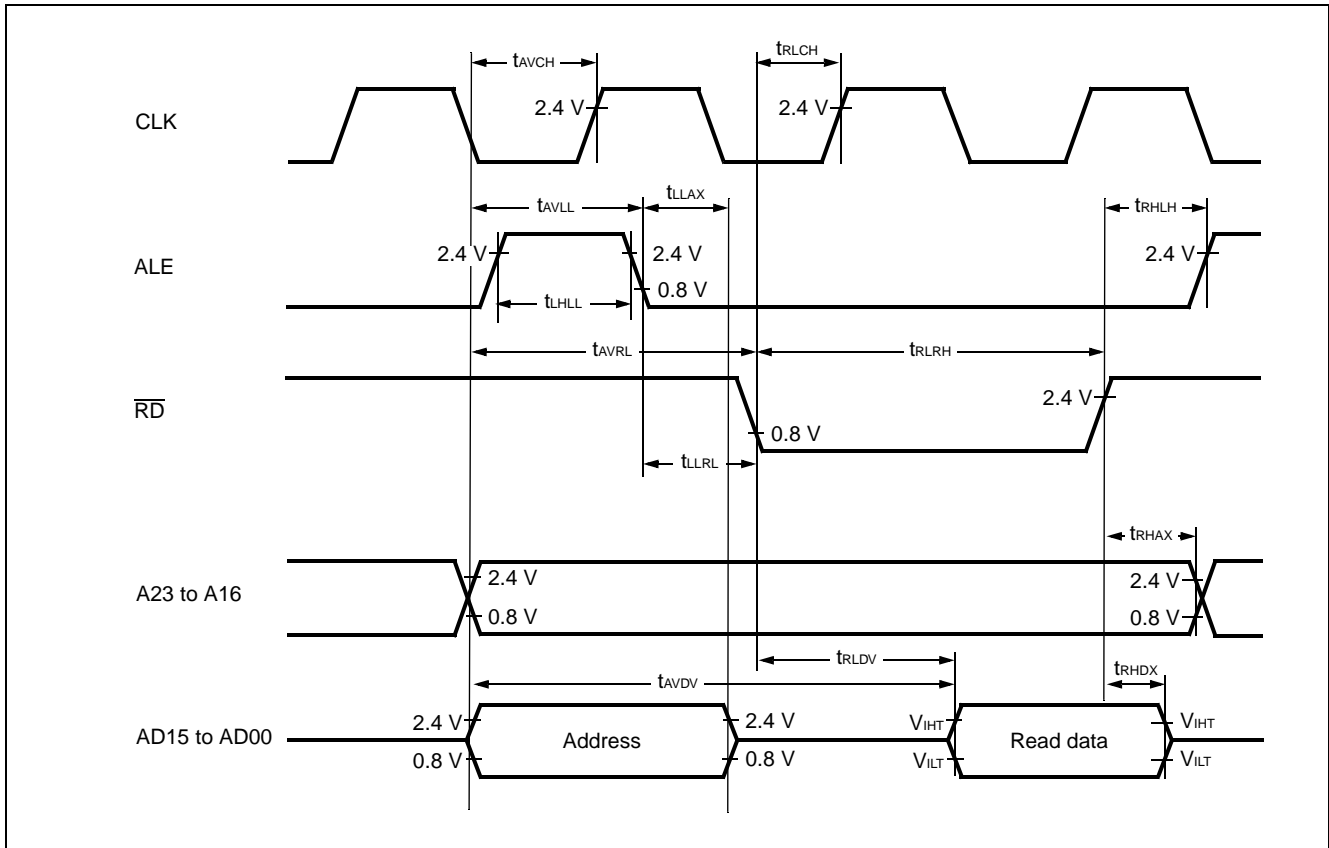 tAVCH
tRLCH
CLK
2.4 V
2.4 V
tAVLL
tLLAX
tRHLH
ALE
2.4 V
2.4 V
2.4 V
0.8 V
tLHLL
tAVRL
tRLRH
RD
2.4 V
0.8 V
tLLRL
tRHAX
A23 to A16
2.4 V
2.4 V
0.8 V
0.8 V
tRLDV
tAVDV
tRHDX
AD15 to AD00
2.4 V
2.4 V
VIHT
VIHT
Address
Read data
0.8 V
0.8 V
VILT
VILT